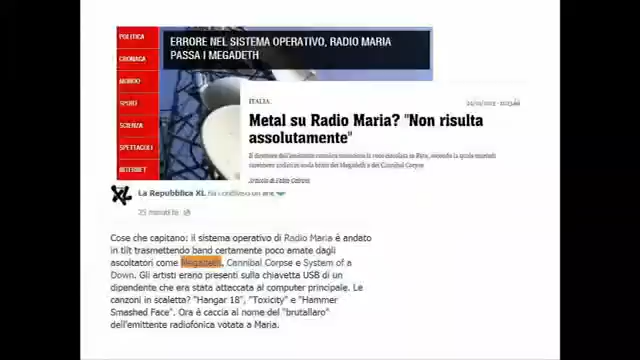 POLITICA
CRONACA
MONDO
SPORT
SCIENZA
SPETTACOLI
INTERNET
ERRORE NEL SISTEMA OPERATIVO, RADIO MARIA
PASSA I MEGADETH
ITALIA
Metal su Radio Maria? "Non risulta
assolutamente"
XL
La Repubblica XL
25 minuti fa
Cose che capitano: il sistema operativo di Radio Maria è andato
in tilt trasmettendo band certamente poco amate dagli
ascoltatori come Megadeth, Cannibal Corpse e System of a
Down. Gli artisti erano presenti sulla chiavetta USB di un
dipendente che era stata attaccata al computer principale. Le
canzoni in scaletta? "Hangar 18", "Toxicity" e "Hammer
Smashed Face". Ora è caccia al nome del "brutallaro"
dell'emittente radiofonica votata a Maria.